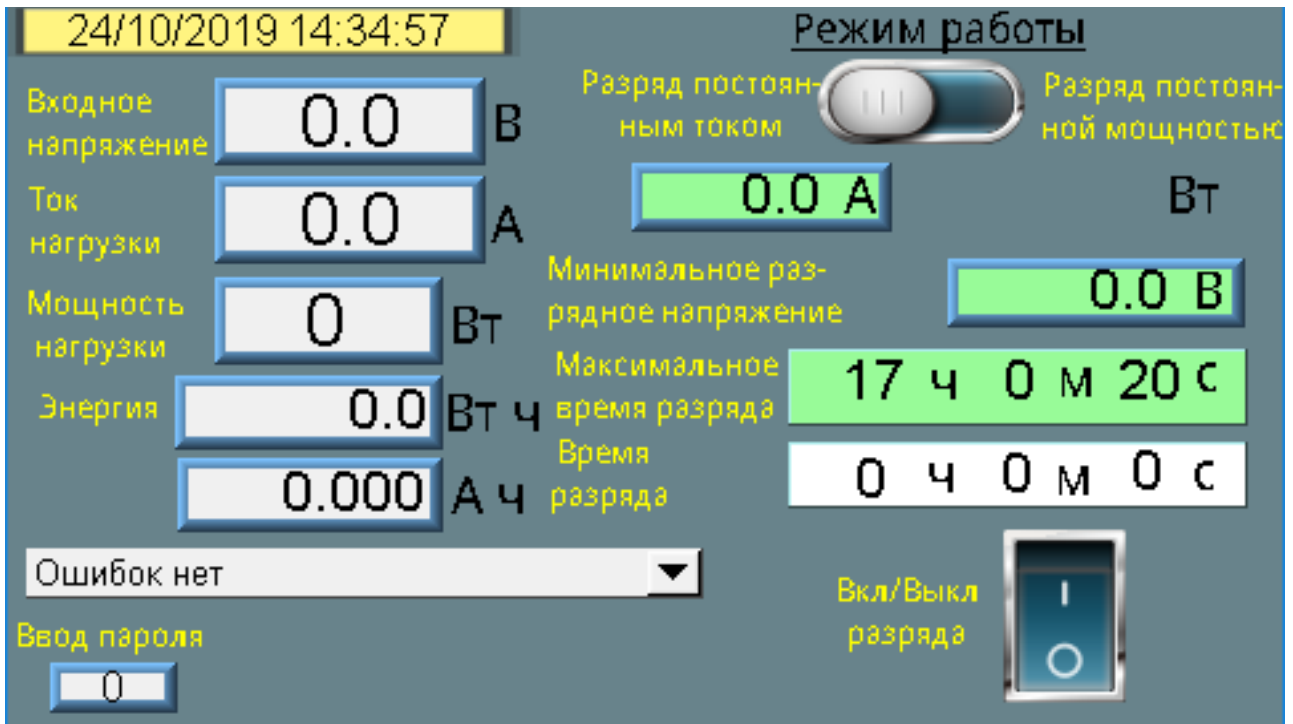 24/10/2019 14:34:57
Режим работы
Входное
напряжение
0.0 В
Разряд постоян-
ным током
Разряд постоян-
ной мощностью
Ток
нагрузки
0.0 А
0.0 А
Вт
Мощность
нагрузки
0 Вт
Минимальное раз-
рядное напряжение
0.0 В
Энергия
0.0 Вт ч
Максимальное
время разряда
17 ч 0 м 20 с
0.000 А ч
Время
разряда
0 ч 0 м 0 с
Ошибок нет
Вкл/Выкл
разряда
I
O
Ввод пароля
0